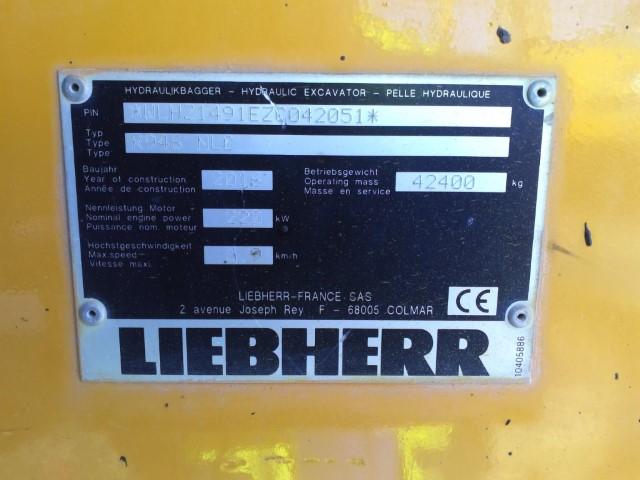 HYDRAULIKBAGGER – HYDRAULIC EXCAVATOR – PELLE HYDRAULIQUE
PIN
Typ
Type
Type
Baujahr
Year of construction
Année de construction
Betriebsgewicht
Operating mass 42400 kg
Masse en service
Nennleistung Motor
Nominal engine power kW
Puissance nom. moteur
Höchstgeschwindigkeit
Max.speed km/h
Vitesse maxi.
LIEBHERR-FRANCE SAS
2 avenue Joseph Rey F - 68005 COLMAR
CE
LIEBHERR
10405886